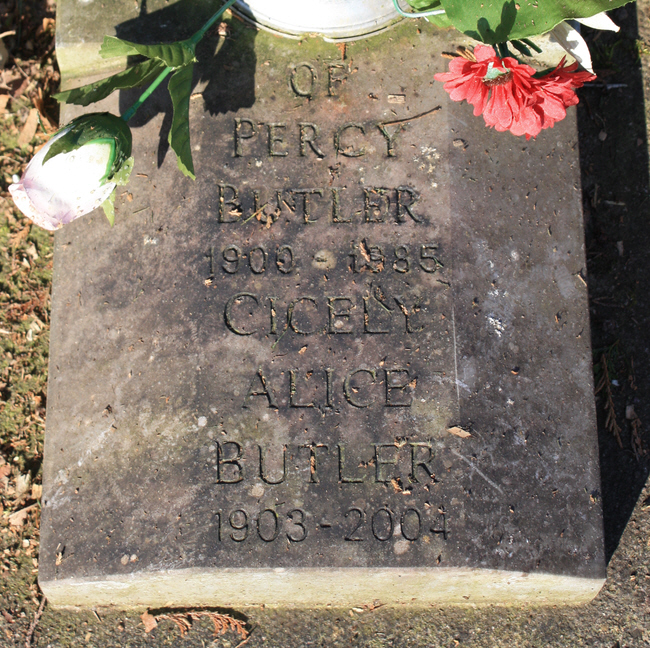 OF
PERCY
BUTLER
1900 - 1985
CICELY
ALICE
BUTLER
1903 - 2004